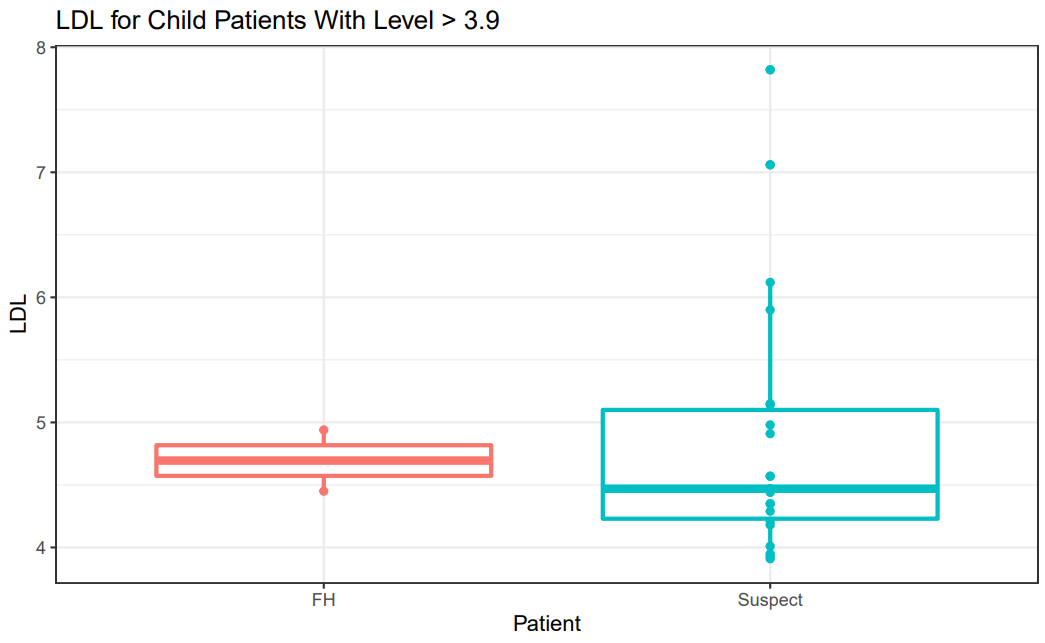 LDL for Child Patients With Level > 3.9
8
7
6
5
4
LDL
FH
Suspect
Patient